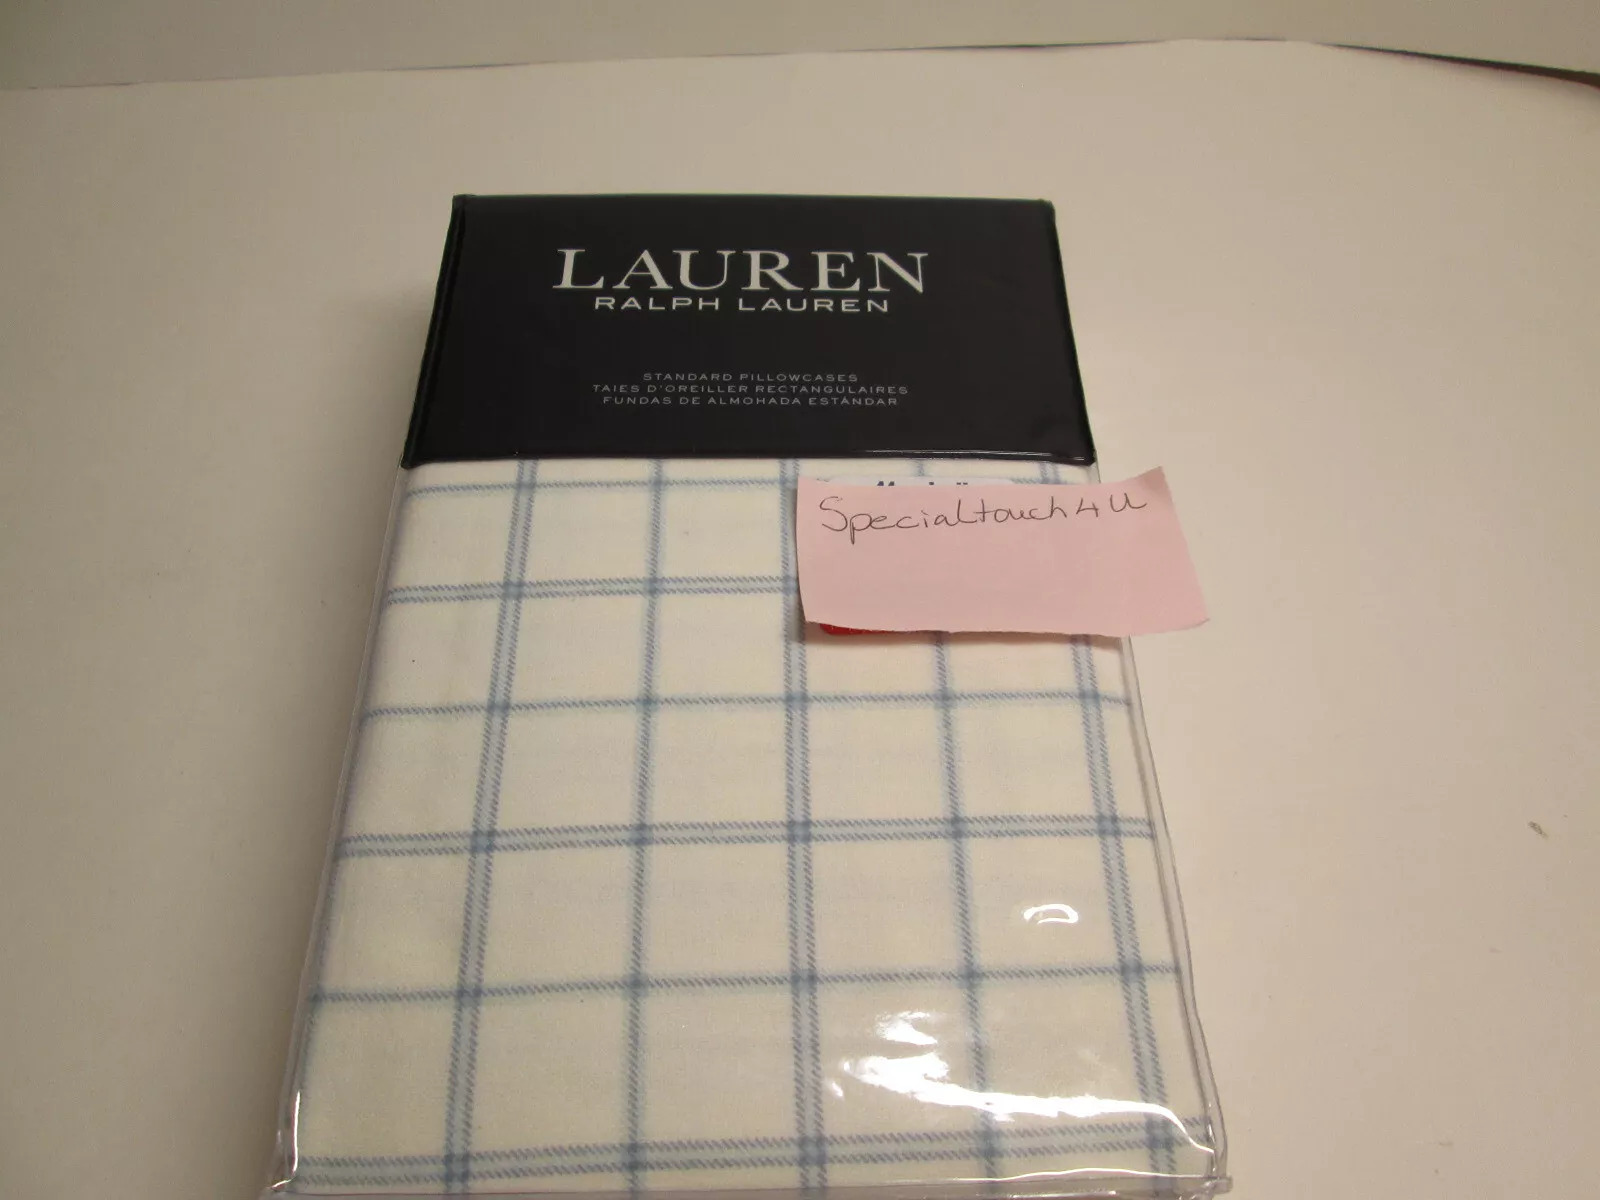 LAUREN
RALPH LAUREN
STANDARD PILLOWCASES
TAIES D'OREILLER RECTANGULAIRES
FUNDAS DE ALMOHADA ESTÁNDAR
Specialtouch4U